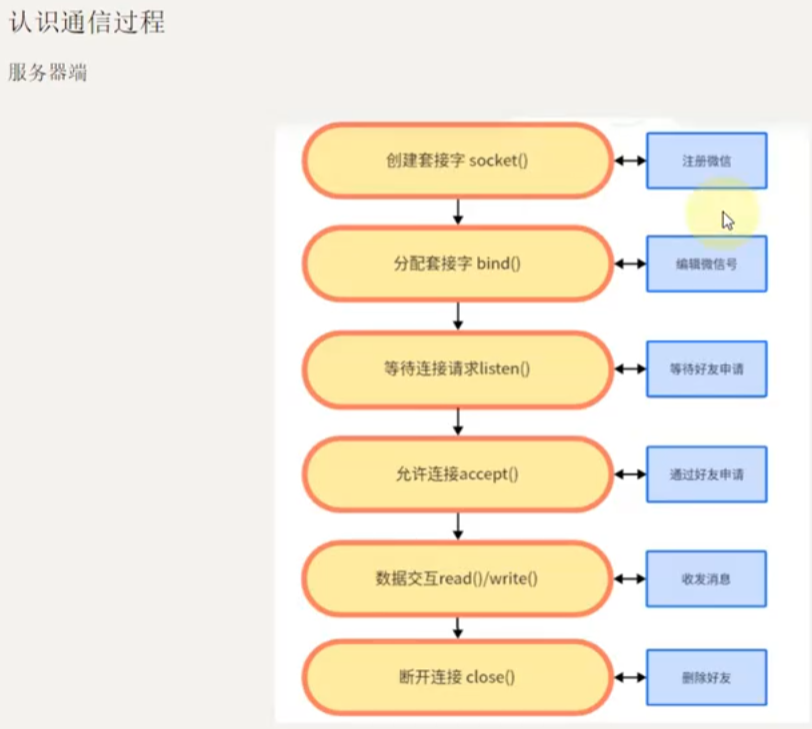 认识通信过程
服务器端
创建套接字 socket()
注册微信
分配套接字 bind()
编辑微信号
等待连接请求listen()
等待好友申请
允许连接accept()
通过好友申请
数据交互read()/write()
收发消息
断开连接 close()
删除好友